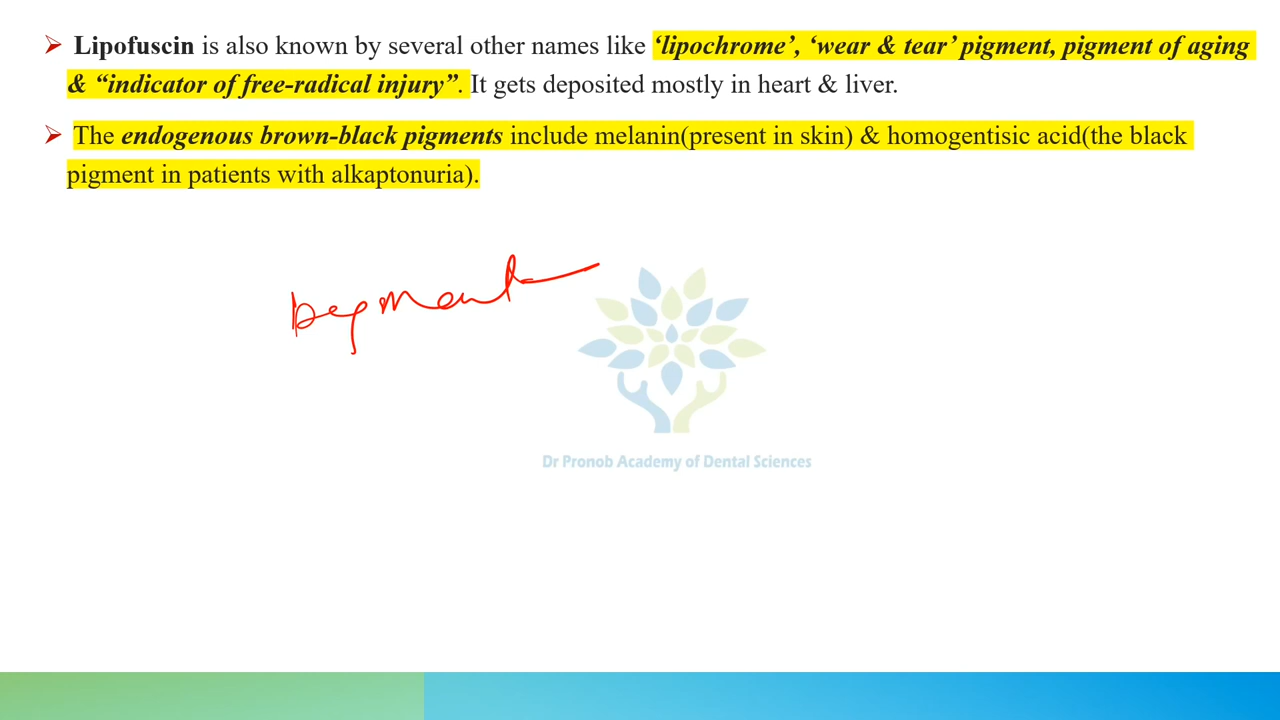 ➢ Lipofuscin is also known by several other names like ‘lipochrome’, ‘wear & tear’ pigment, pigment of aging
& “indicator of free-radical injury”. It gets deposited mostly in heart & liver.
➢ The endogenous brown-black pigments include melanin(present in skin) & homogentisic acid(the black
pigment in patients with alkaptonuria).
Dr Pronob Academy of Dental Sciences